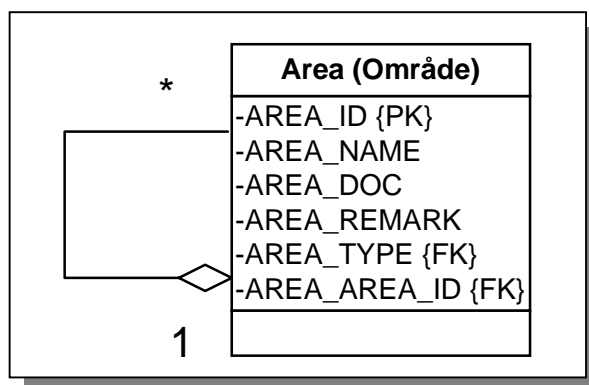 *
Area (Område)
-AREA_ID {PK}
-AREA_NAME
-AREA_DOC
-AREA_REMARK
-AREA_TYPE {FK}
-AREA_AREA_ID {FK}
1